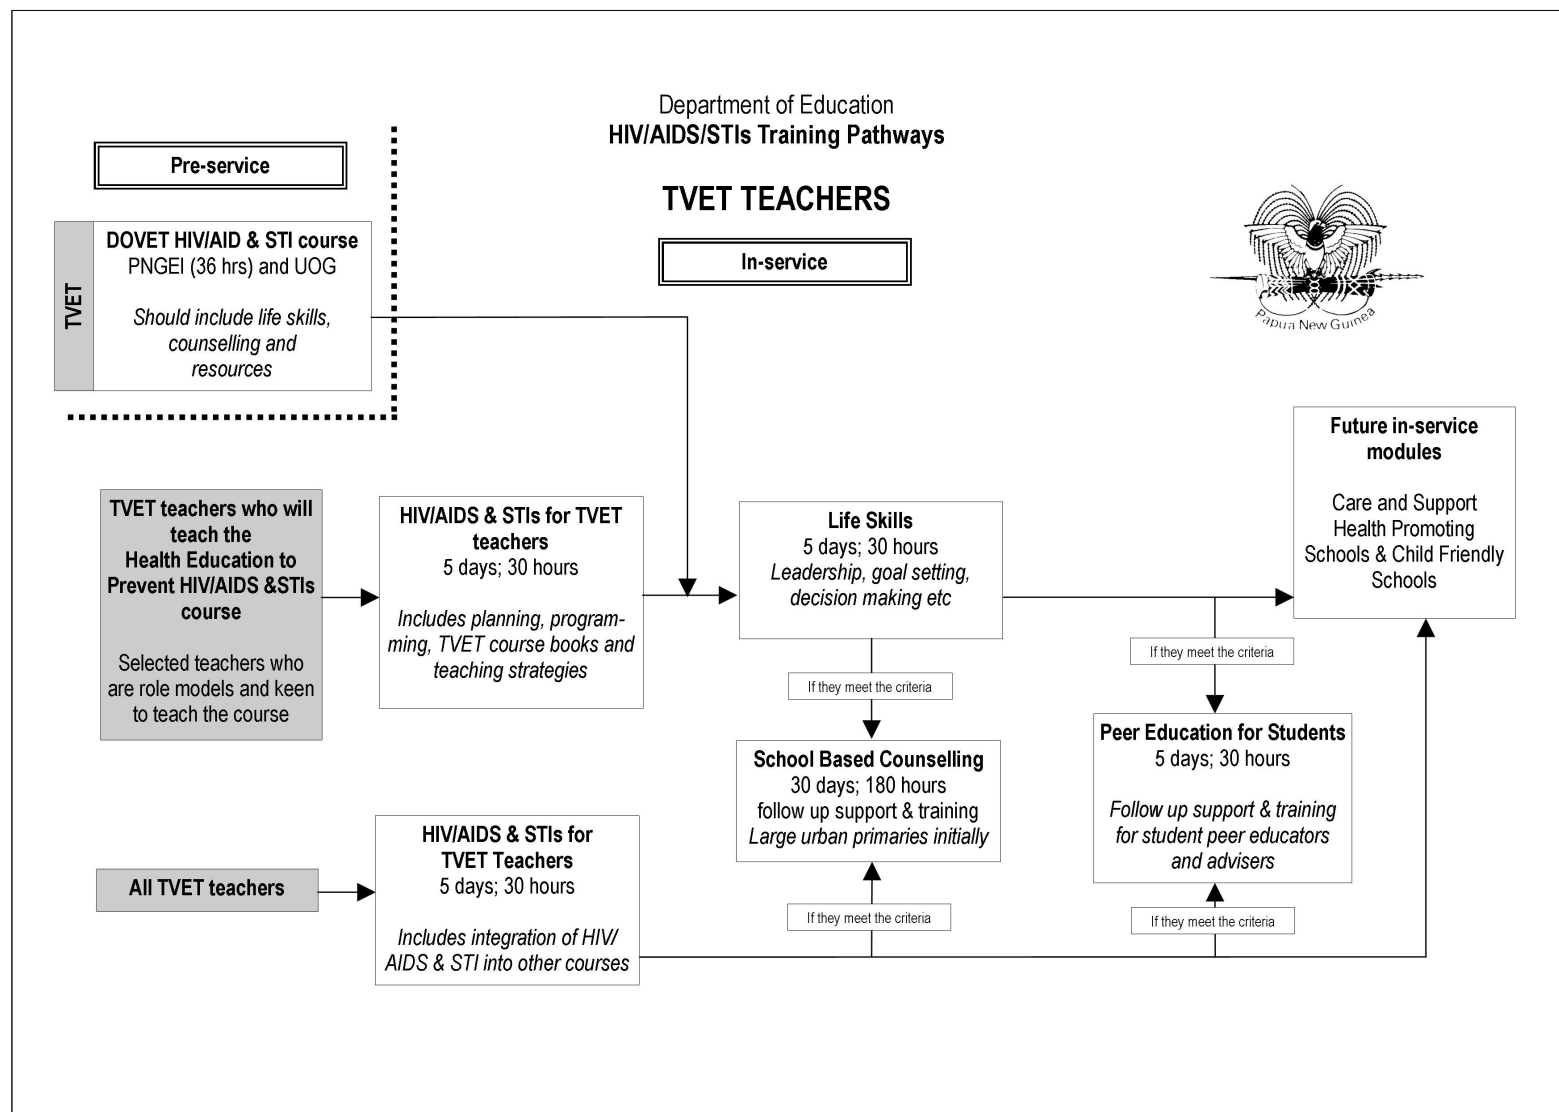 Department of Education
HIV/AIDS/STIs Training Pathways
TVET TEACHERS
Pre-service
In-service
TVET
DOVET HIV/AID & STI course
PNGEI (36 hrs) and UOG
Should include life skills,
counselling and
resources
Papua New Guinea
TVET teachers who will
teach the
Health Education to
Prevent HIV/AIDS &STIs
course
Selected teachers who
are role models and keen
to teach the course
HIV/AIDS & STIs for TVET
teachers
5 days; 30 hours
Includes planning, program-
ming, TVET course books and
teaching strategies
Life Skills
5 days; 30 hours
Leadership, goal setting,
decision making etc
Future in-service
modules
Care and Support
Health Promoting
Schools & Child Friendly
Schools
If they meet the criteria
If they meet the criteria
School Based Counselling
30 days; 180 hours
follow up support & training
Large urban primaries initially
Peer Education for Students
5 days; 30 hours
Follow up support & training
for student peer educators
and advisers
All TVET teachers
HIV/AIDS & STIs for
TVET Teachers
5 days; 30 hours
Includes integration of HIV/
AIDS & STI into other courses
If they meet the criteria
If they meet the criteria